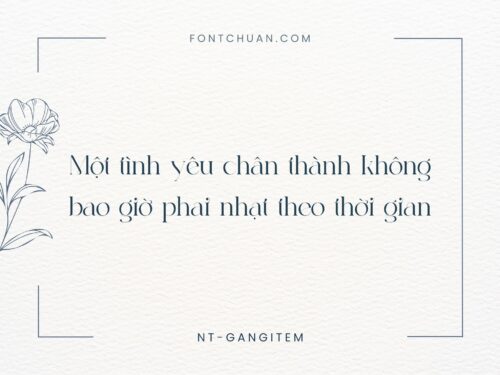 FONTCHUAN.COM
Một tình yêu chân thành không
bao giờ phai nhạt theo thời gian
NT-GANGITEM